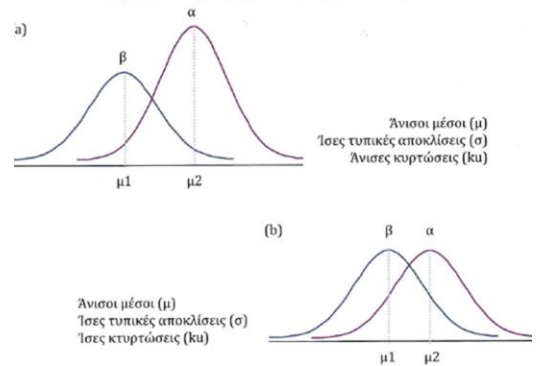 a)
α
β
Άνισοι μέσοι (μ)
Ίσες τυπικές αποκλίσεις (σ)
Άνισες κυρτώσεις (ku)
μ1 μ2
(b)
β α
Άνισοι μέσοι (μ)
Ίσες τυπικές αποκλίσεις (σ)
Ίσες κτυρτώσεις (ku)
μ1 μ2